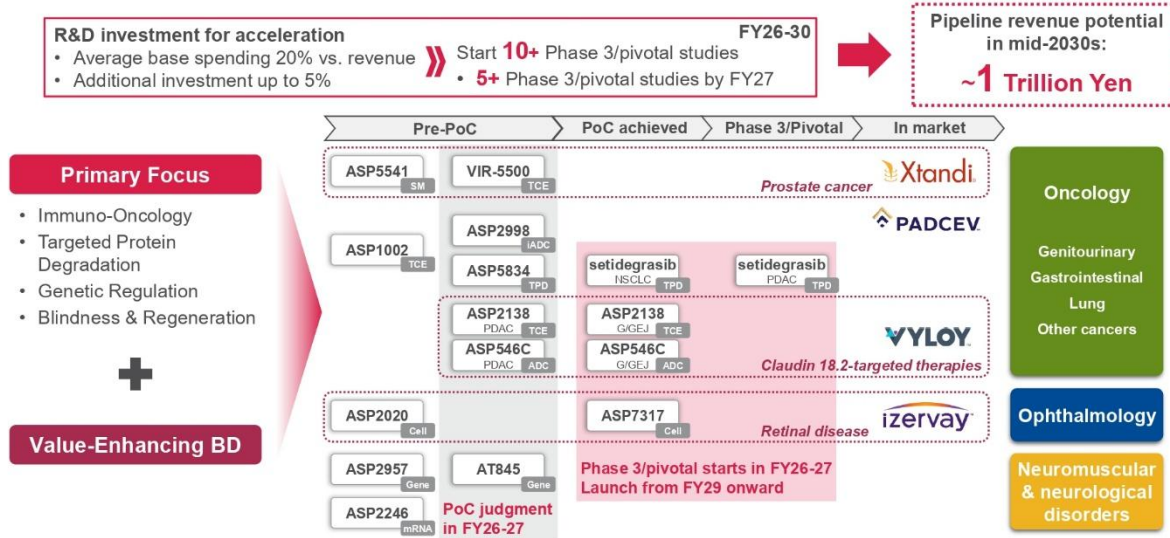 R&D investment for acceleration
• Average base spending 20% vs. revenue
• Additional investment up to 5%
FY26-30
Start 10+ Phase 3/pivotal studies
• 5+ Phase 3/pivotal studies by FY27
Pipeline revenue potential
in mid-2030s:
~1 Trillion Yen
Pre-PoC
PoC achieved
Phase 3/Pivotal
In market
Primary Focus
• Immuno-Oncology
• Targeted Protein
Degradation
• Genetic Regulation
• Blindness & Regeneration
Value-Enhancing BD
ASP5541
SM
VIR-5500
TCE
Prostate cancer
Xtandi
PADCEV
ASP1002
TCE
ASP2998
iADC
ASP5834
TPD
setidegrasib
NSCLC
TPD
setidegrasib
PDAC
TPD
ASP2138
PDAC
TCE
ASP2138
G/GEJ
TCE
ASP546C
PDAC
ADC
ASP546C
G/GEJ
ADC
VYLOY
Claudin 18.2-targeted therapies
ASP2020
Cell
ASP7317
Cell
izervay
Retinal disease
ASP2957
Gene
AT845
Gene
ASP2246
mRNA
PoC judgment
in FY26-27
Phase 3/pivotal starts in FY26-27
Launch from FY29 onward
Oncology
Genitourinary
Gastrointestinal
Lung
Other cancers
Ophthalmology
Neuromuscular
& neurological
disorders